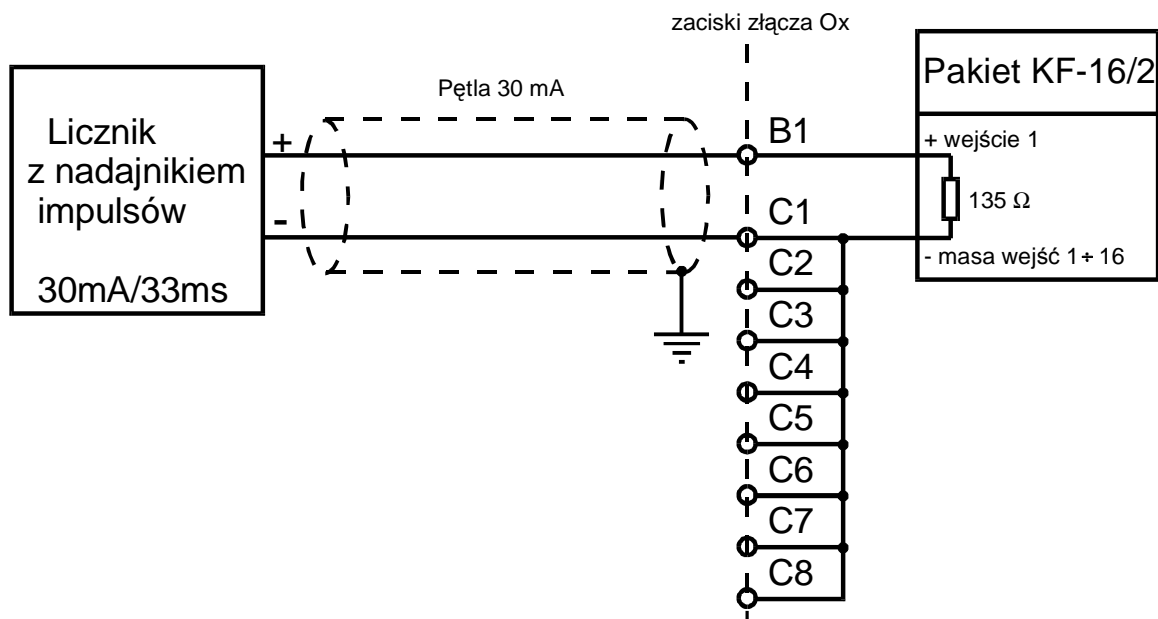 zaciski złącza Ox
Pakiet KF-16/2
Pętla 30 mA
Licznik
z nadajnikiem
impulsów
30mA/33ms
+
-
B1
C1
C2
C3
C4
C5
C6
C7
C8
+ wejście 1
135 Ω
- masa wejść 1÷16